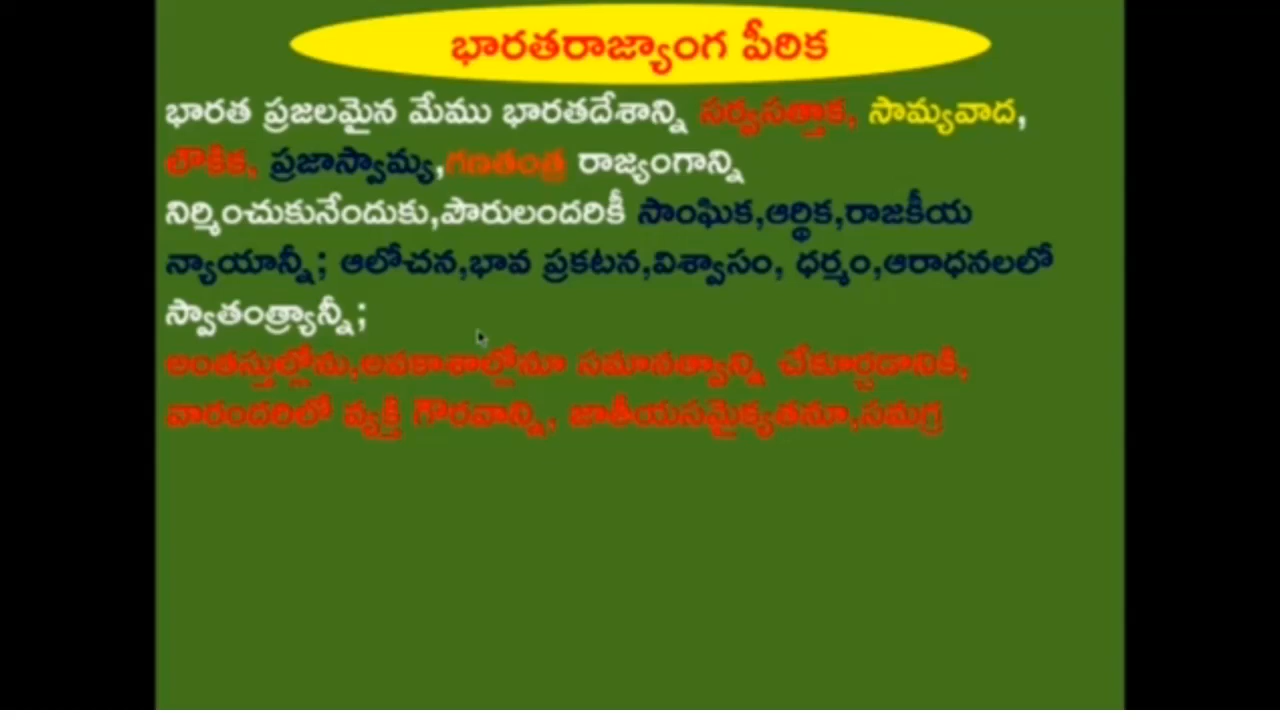 భారతరాజ్యాంగ పీఠిక
భారత ప్రజలమైన మేము భారతదేశాన్ని సర్వసత్తాక, సామ్యవాద,
లౌకిక, ప్రజాస్వామ్య,గణతంత్ర రాజ్యంగాన్ని
నిర్మించుకునేందుకు,పౌరులందరికీ సాంఘిక,ఆర్థిక,రాజకీయ
న్యాయాన్నీ; ఆలోచన,భావ ప్రకటన,విశ్వాసం, ధర్మం,ఆరాధనలలో
స్వాతంత్ర్యాన్నీ;
అంతస్తుల్లోను,అవకాశాల్లోనూ సమానత్వాన్ని చేకూర్చడానికి,
వారందరిలో వ్యక్తి గౌరవాన్ని, జాతీయసమైక్యతనూ,సమగ్ర